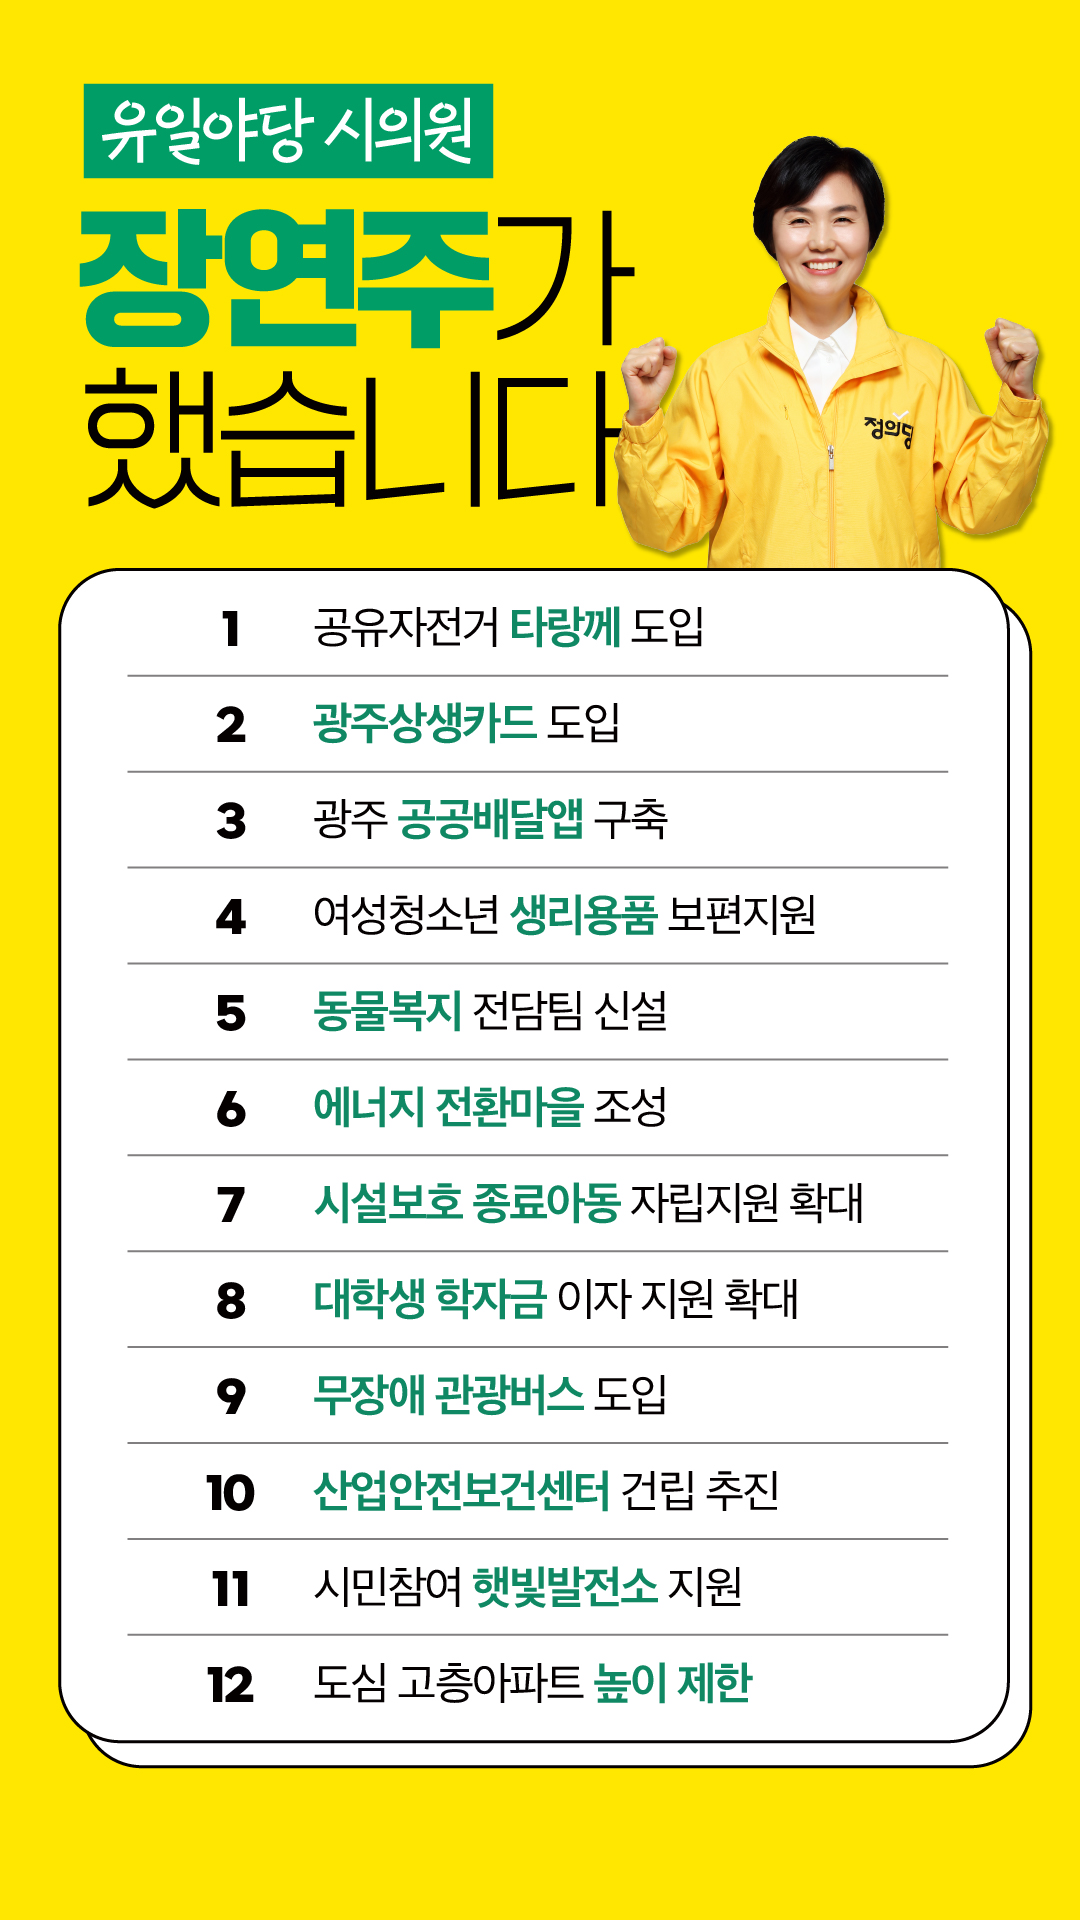 유일야당 시의원
장연주가
했습니다
정의당
1 공유자전거 타랑께 도입
2 광주상생카드 도입
3 광주 공공배달앱 구축
4 여성청소년 생리용품 보편지원
5 동물복지 전담팀 신설
6 에너지 전환마을 조성
7 시설보호 종료아동 자립지원 확대
8 대학생 학자금 이자 지원 확대
9 무장애 관광버스 도입
10 산업안전보건센터 건립 추진
11 시민참여 햇빛발전소 지원
12 도심 고층아파트 높이 제한